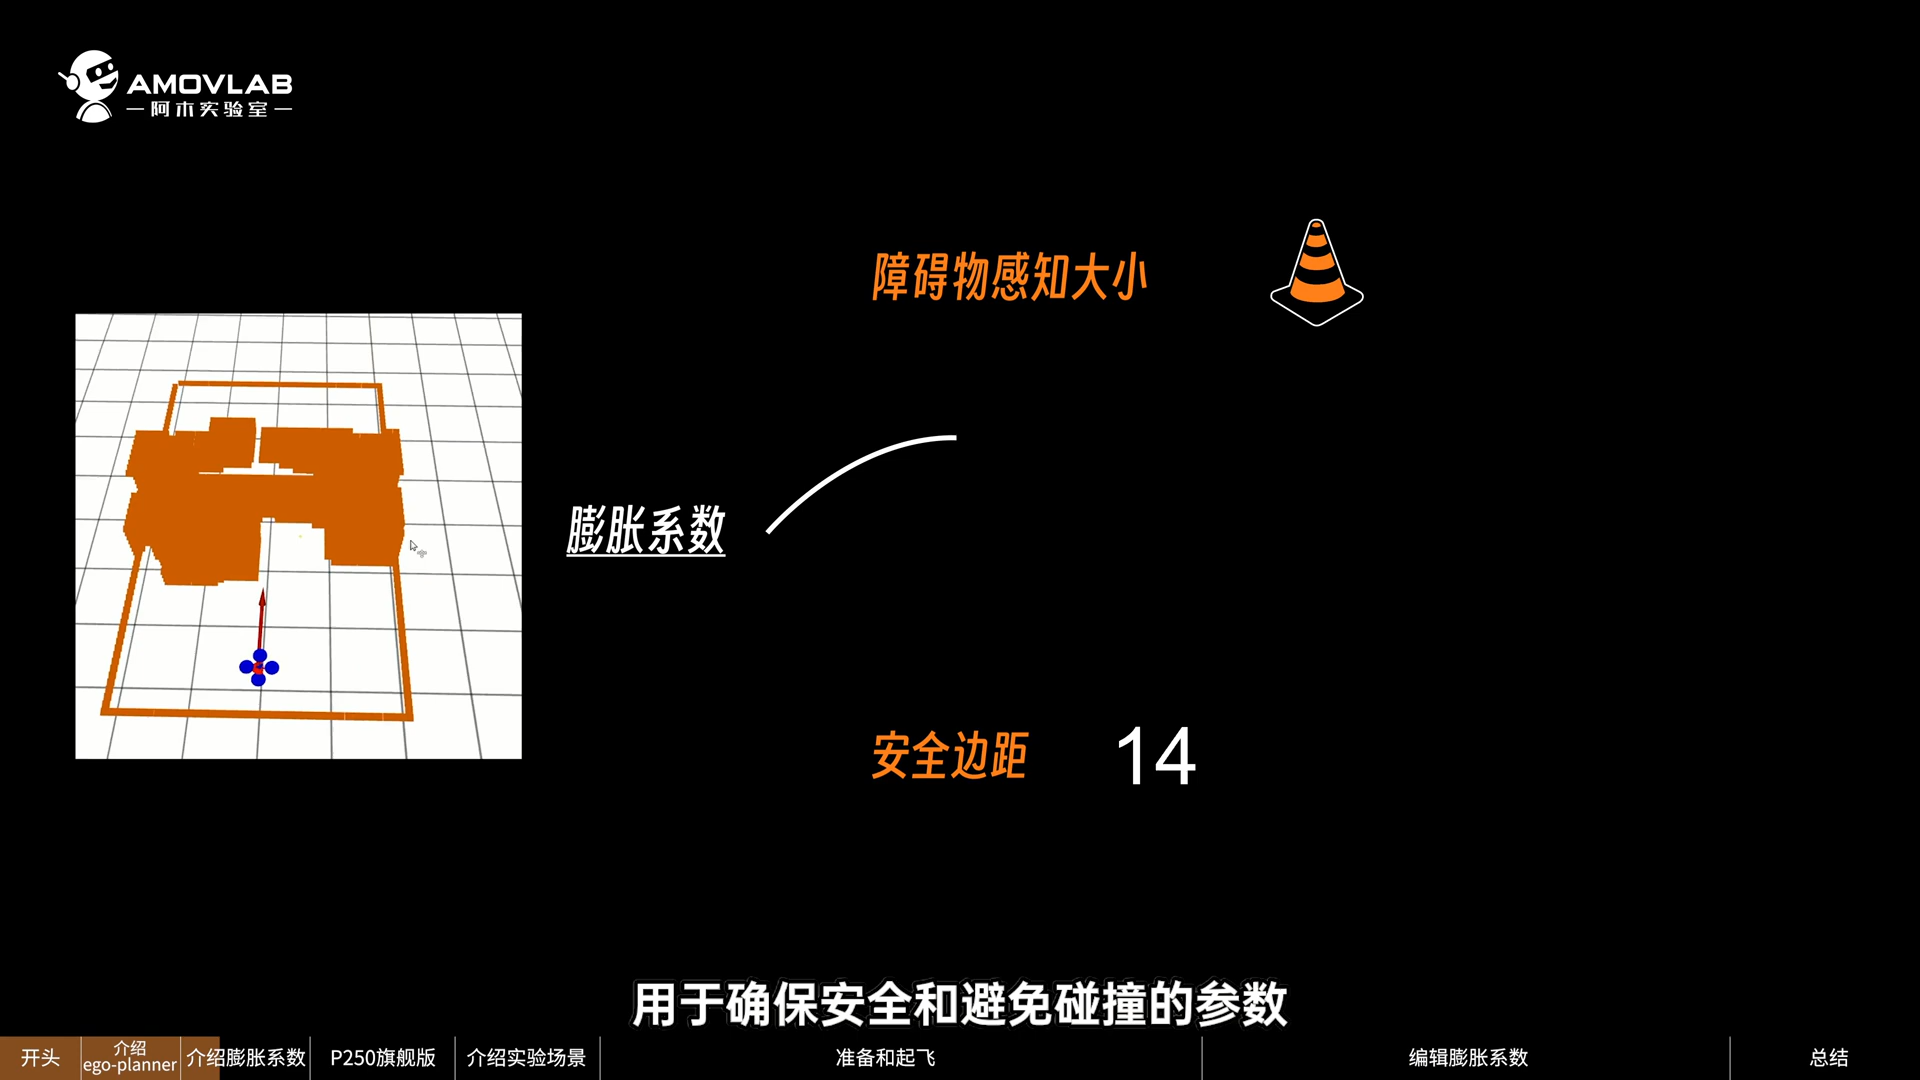 AMOVLAB
阿木实验室
障碍物感知大小
膨胀系数
安全边距 14
用于确保安全和避免碰撞的参数
开头
介绍
ego-planner
介绍膨胀系数
P250旗舰版
介绍实验场景
准备和起飞
编辑膨胀系数
总结